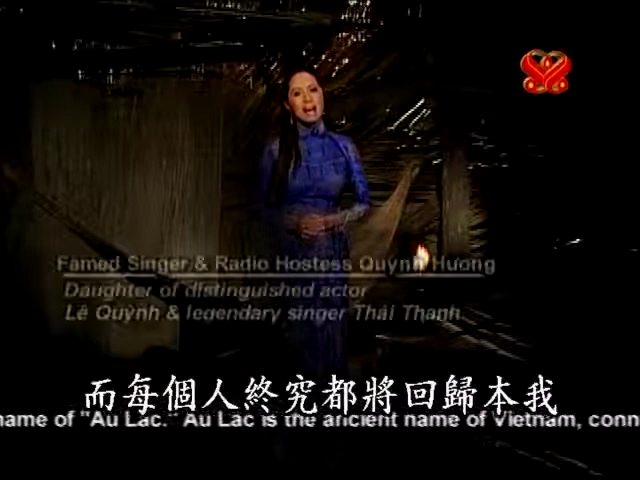 Famed Singer & Radio Hostess Quỳnh Hương
Daughter of distinguished actor
Lê Quỳnh & legendary singer Thái Thanh.
而每個人終究都將回歸本我
name of "Au Lac." Au Lac is the ancient name of Vietnam, conn